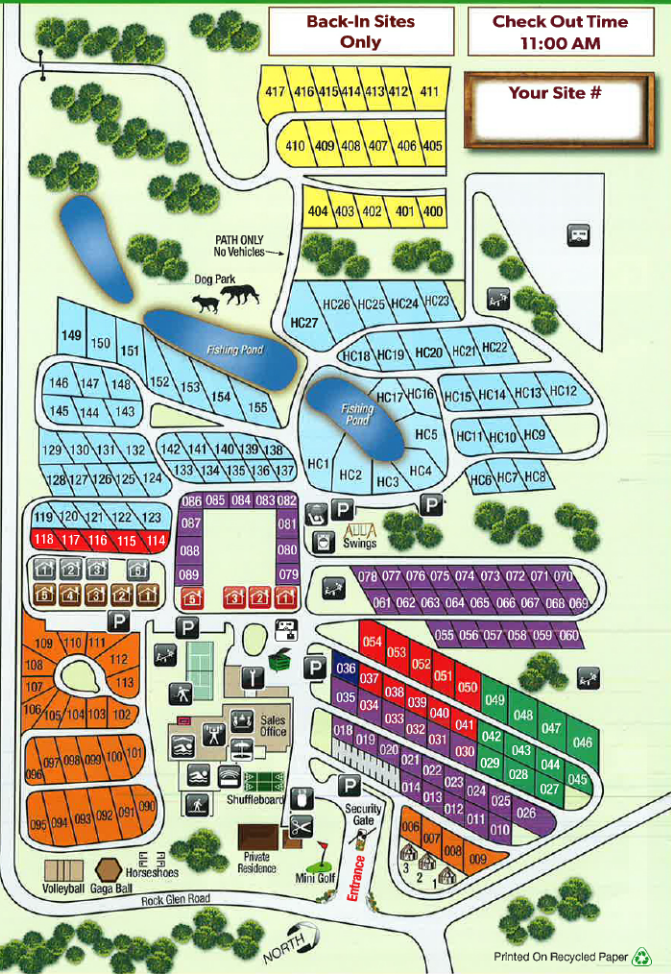 Back-In Sites
Only
Check Out Time
11:00 AM
Your Site #
417 416 415 414 413 412 411
410 409 408 407 406 405
404 403 402 401 400
PATH ONLY
No Vehicles
Dog Park
HC27 HC26 HC25 HC24 HC23
Fishing Pond
HC18 HC19 HC20 HC21 HC22
149 150 151 152 153 154 155
146 147 148
145 144 143
Fishing
Pond
HC17 HC16
HC15 HC14 HC13 HC12
HC5
HC11 HC10 HC9
HC1 HC2 HC3 HC4
HC6 HC7 HC8
129 130 131 132
128 127 126 125 124
142 141 140 139 138
133 134 135 136 137
119 120 121 122 123
118 117 116 115 114
086 085 084 083 082
087 081
088 080
089 079
P
P
Swings
078 077 076 075 074 073 072 071 070
061 062 063 064 065 066 067 068 069
055 056 057 058 059 060
1 2 3 5
5 4 3 2 1
5 3 2 1
P
P
P
109 110 111
108 112
107 113
106 105 104 103 102
054 053 052 051 050 049 048 047 046
036 037 038 039 040 041 042 043 044 045
035 034 033 032 031 030 029 028 027
018 019 020 021 022 023 024 025 026
014 013 012 011 010
Sales
Office
096 097 098 099 100 101
095 094 093 092 091 090
Shuffleboard
P
Security
Gate
006 007 008 009
3 2 1
Volleyball
Gaga Ball
Horseshoes
Private
Residence
Mini Golf
Entrance
Rock Glen Road
NORTH
Printed On Recycled Paper